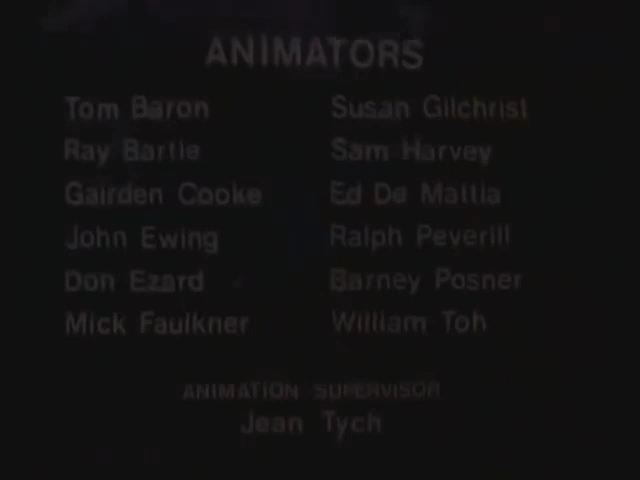 ANIMATORS
Tom Baron
Susan Gilchrist
Ray Bartle
Sam Harvey
Gairden Cooke
Ed De Mattia
John Ewing
Ralph Peverill
Don Ezard
Barney Posner
Mick Faulkner
William Toh
ANIMATION SUPERVISOR
Jean Tych